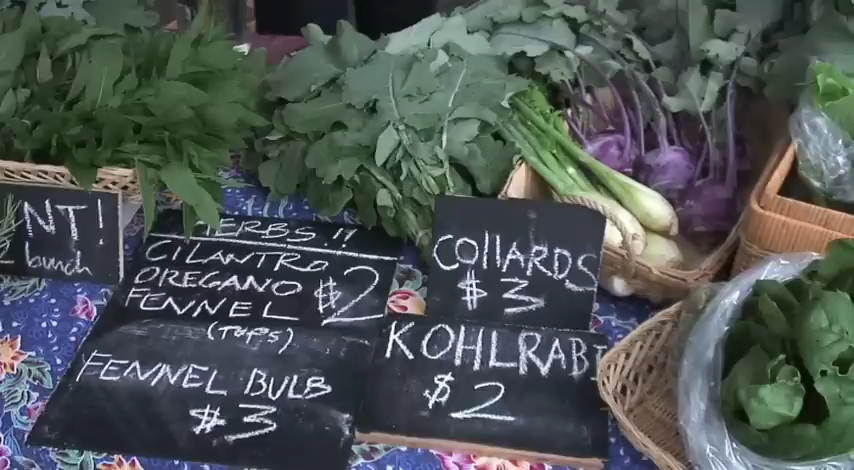 NT!
bunch
HERBS!!
CILANTRO
OREGANO $2
FENNEL
(TOPS)
FENNEL BULB
$3
COllARDS
$3
KOHLRABI
$2